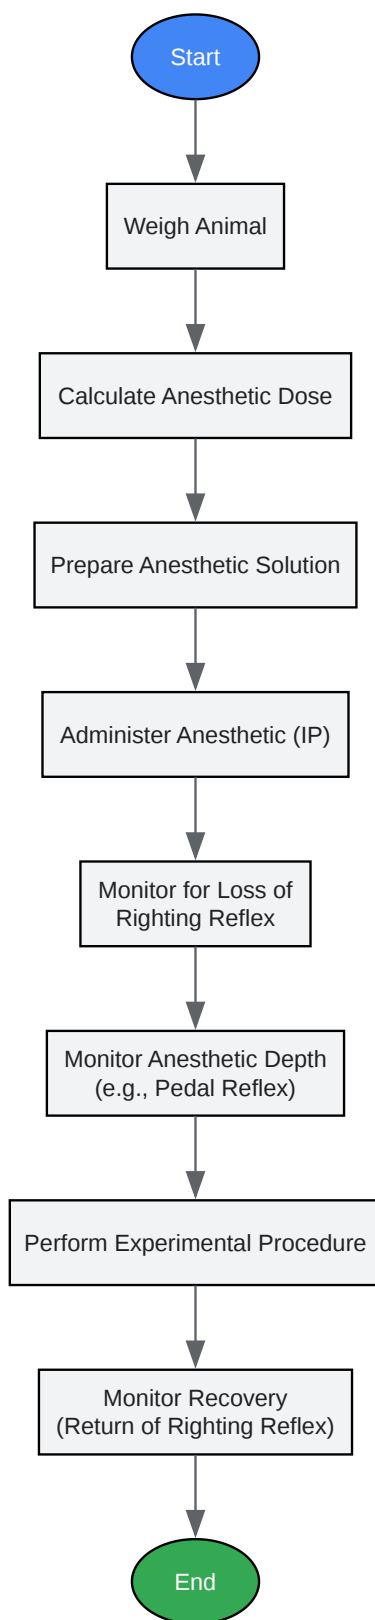 Start
Weigh Animal
Calculate Anesthetic Dose
Prepare Anesthetic Solution
Administer Anesthetic (IP)
Monitor for Loss of
Righting Reflex
Monitor Anesthetic Depth
(e.g., Pedal Reflex)
Perform Experimental Procedure
Monitor Recovery
(Return of Righting Reflex)
End